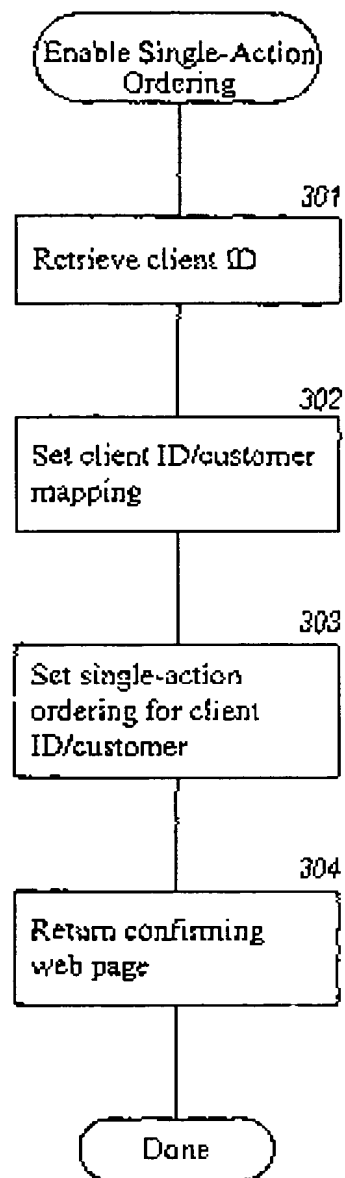 Enable Single-Action
Ordering
301
Retrieve client ID
302
Set client ID/customer
mapping
303
Set single-action
ordering for client
ID/customer
304
Return confirming
web page
Done